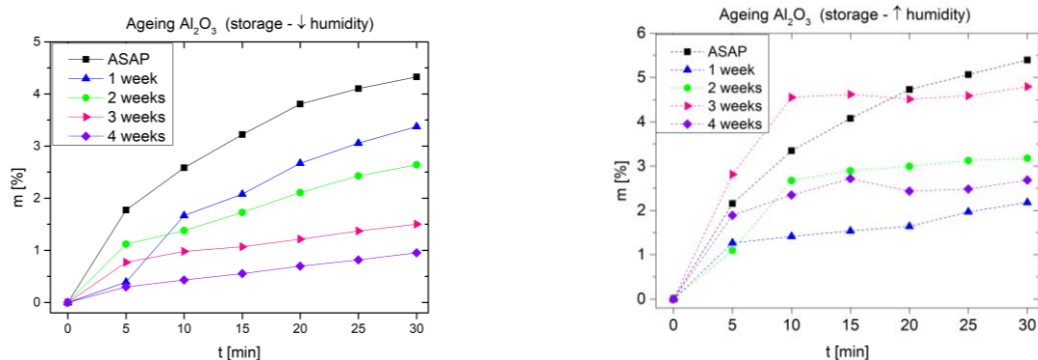 Ageing Al₂O₃ (storage - ↓ humidity)
5
4
3
2
1
0
m [%]
ASAP
1 week
2 weeks
3 weeks
4 weeks
0 5 10 15 20 25 30
t [min]
Ageing Al₂O₃ (storage - ↑ humidity)
6
5
4
3
2
1
0
m [%]
ASAP
1 week
2 weeks
3 weeks
4 weeks
0 5 10 15 20 25 30
t [min]